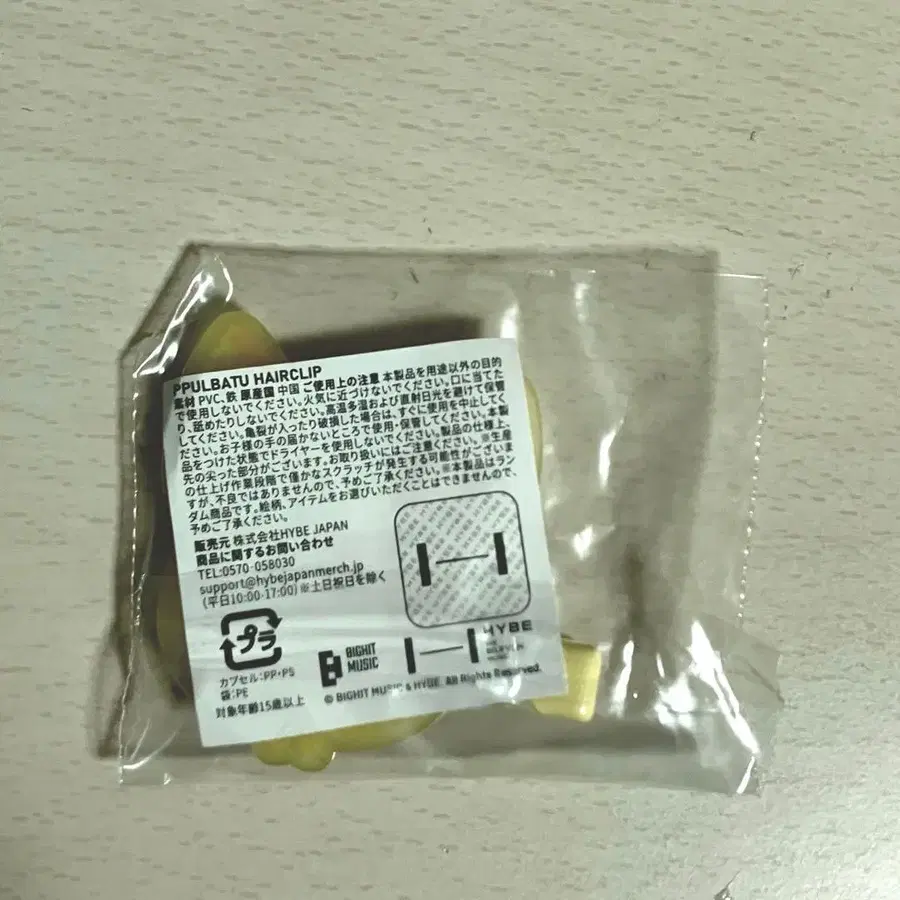 PPULBATU HAIRCLIP
素材 PVC、鉄 原産国 中国 ご使用上の注意 本製品を用途以外の目的
で使用しないでください。火気に近づけないでください。口に当てた
り、舐めたりしないでください。高温多湿および直射日光を避けて保管
してください。亀裂が入ったり破損した場合は、すぐに使用を中止してく
ださい。お子様の手の届かないところで使用・保管してください。本製
品をつけた状態でドライヤーを使用しないでください。製品の仕様上、
先の尖った部分がございます。お取り扱いにはご注意ください。※生産
の仕上げ作業段階で僅かなスクラッチが発生する可能性がございま
すが、不良ではありませんので、予めご了承ください。※本製品はラン
ダム商品です。絵柄、アイテムをお選びいただくことはできませんので、
予めご了承ください。
販売元 株式会社HYBE JAPAN
商品に関するお問い合わせ
TEL:0570-058030
support@hybejapanmerch.jp
(平日10:00-17:00) ※土日祝日を除く
プラ
カプセル:PP・PS
袋:PE
対象年齢15歳以上
BIGHIT
MUSIC
HYBE
WE
BELIEVE IN
MUSIC
© BIGHIT MUSIC & HYBE. All Rights Reserved.